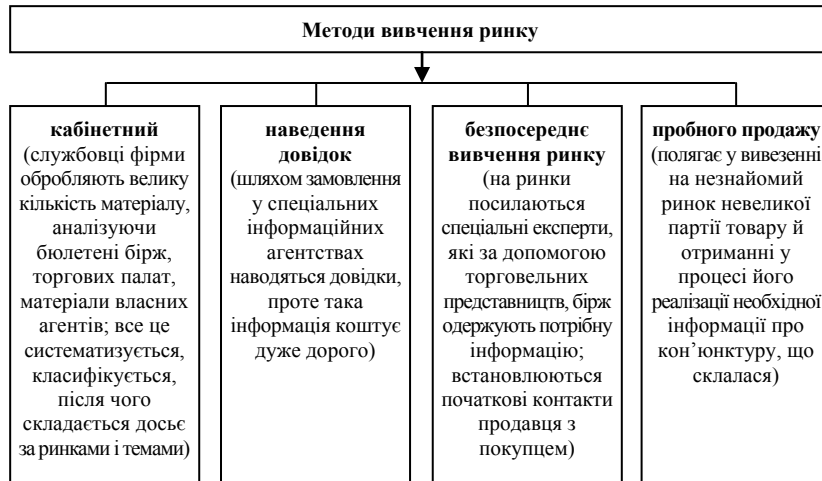 Методи вивчення ринку
кабінетний
(службовці фірми
обробляють велику
кількість матеріалу,
аналізуючи
бюлетені бірж,
торгових палат,
матеріали власних
агентів; все це
систематизується,
класифікується,
після чого
складається досьє
за ринками і темами)
наведення
довідок
(шляхом замовлення
у спеціальних
інформаційних
агентствах
наводяться довідки,
проте така
інформація коштує
дуже дорого)
безпосереднє
вивчення ринку
(на ринки
посилаються
спеціальні експерти,
які за допомогою
торговельних
представництв, бірж
одержують потрібну
інформацію;
встановлюються
початкові контакти
продавця з
покупцем)
пробного продажу
(полягає у вивезенні
на незнайомий
ринок невеликої
партії товару й
отриманні у
процесі його
реалізації необхідної
інформації про
кон’юнктуру, що
склалася)